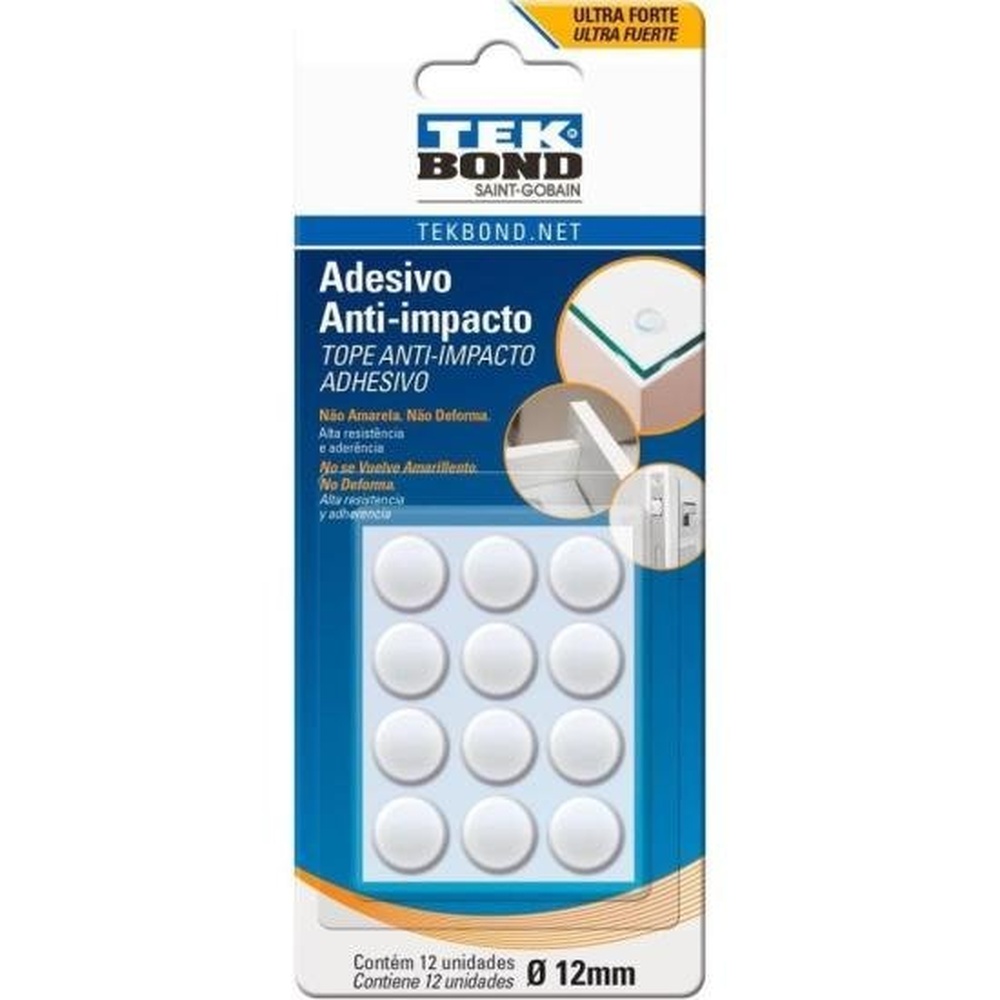 ULTRA FORTE
ULTRA FUERTE
TEK
BOND
SAINT-GOBAIN
TEKBOND.NET
Adesivo
Anti-impacto
TOPE ANTI-IMPACTO
ADHESIVO
Não Amarela. Não Deforma.
Alta resistência
e aderência
No se Vuelve Amarillento.
No Deforma.
Alta resistencia
y adherencia
Contém 12 unidades
Contiene 12 unidades
Ø 12mm